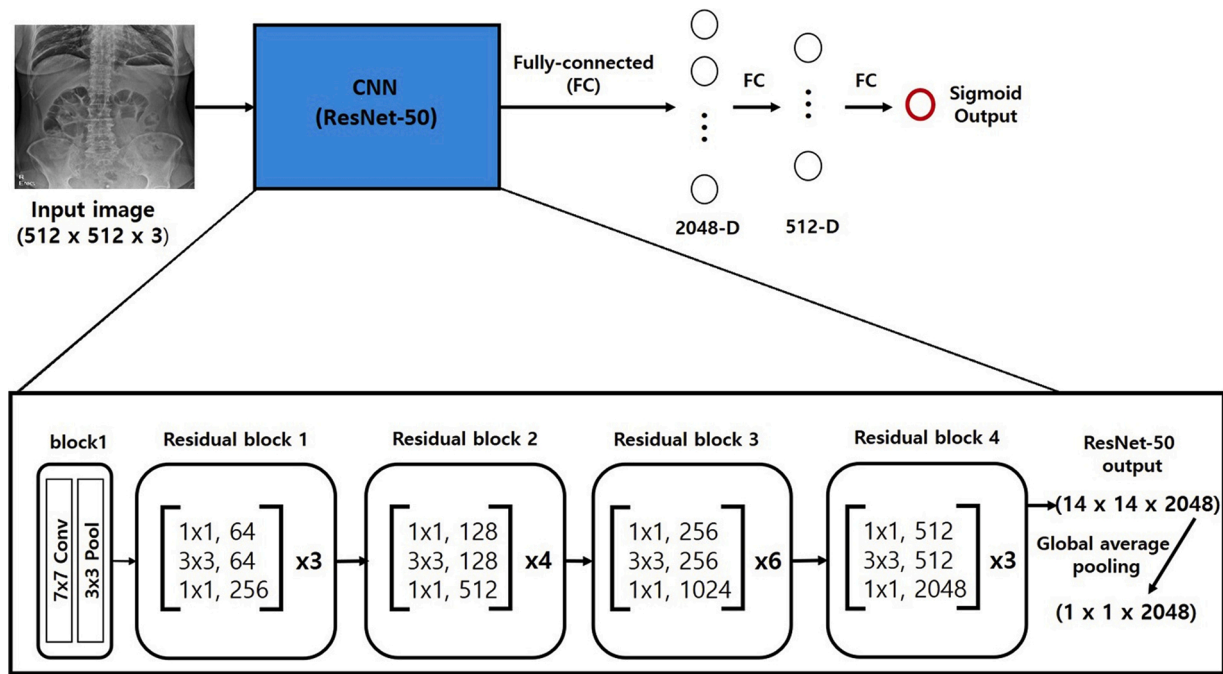 CNN
(ResNet-50)
Input image
(512 x 512 x 3)
Fully-connected
(FC)
FC
FC
Sigmoid
Output
2048-D
512-D
block1
7x7 Conv
3x3 Pool
Residual block 1
1x1, 64
3x3, 64
1x1, 256
x3
Residual block 2
1x1, 128
3x3, 128
1x1, 512
x4
Residual block 3
1x1, 256
3x3, 256
1x1, 1024
x6
Residual block 4
1x1, 512
3x3, 512
1x1, 2048
x3
ResNet-50
output
(14 x 14 x 2048)
Global average
pooling
(1 x 1 x 2048)